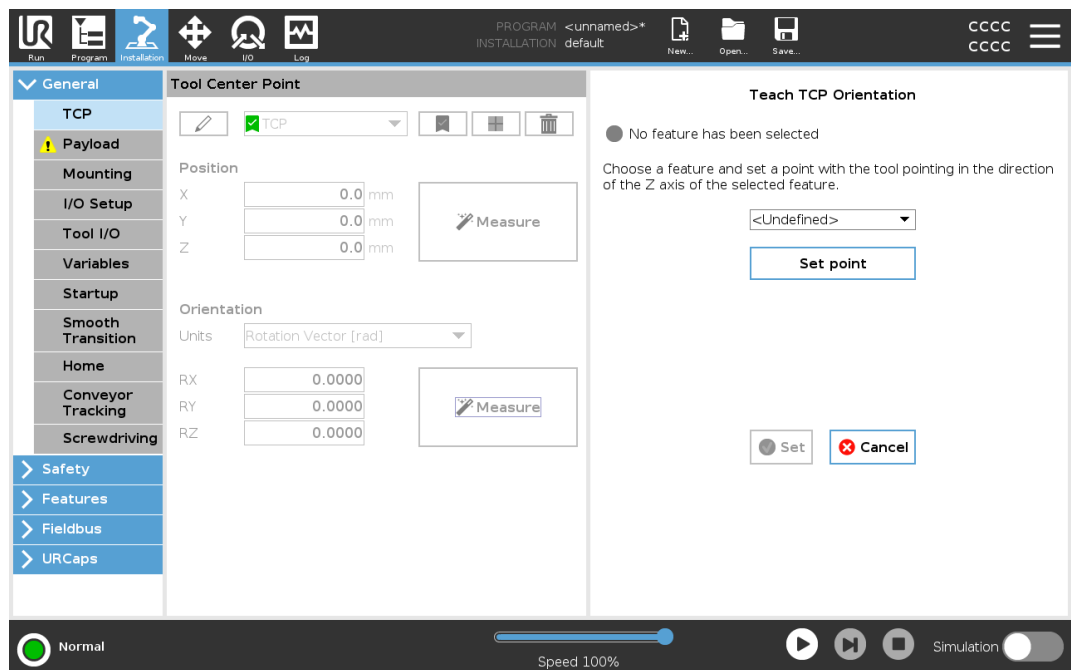 PROGRAM <unnamed>*
INSTALLATION default
CCCC
CCCC
Run
Program
Installation
Move
I/O
Log
New...
Open...
Save...
General
TCP
Payload
Mounting
I/O Setup
Tool I/O
Variables
Startup
Smooth
Transition
Home
Conveyor
Tracking
Screwdriving
Safety
Features
Fieldbus
URCaps
Tool Center Point
TCP
Position
X 0.0 mm
Y 0.0 mm
Z 0.0 mm
Measure
Orientation
Units Rotation Vector [rad]
RX 0.0000
RY 0.0000
RZ 0.0000
Measure
Teach TCP Orientation
No feature has been selected
Choose a feature and set a point with the tool pointing in the direction
of the Z axis of the selected feature.
<Undefined>
Set point
Set
Cancel
Normal
Speed 100%
Simulation